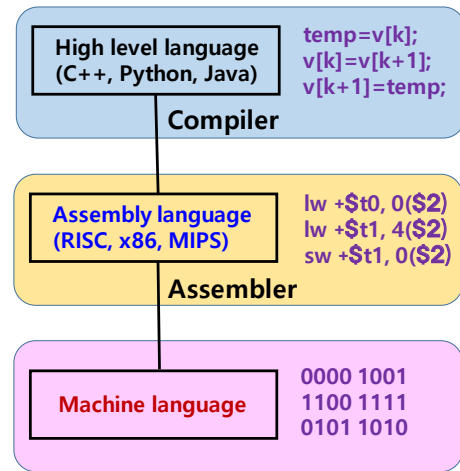 High level language
(C++, Python, Java)
temp=v[k];
v[k]=v[k+1];
v[k+1]=temp;
Compiler
Assembly language
(RISC, x86, MIPS)
lw +$t0, 0($2)
lw +$t1, 4($2)
sw +$t1, 0($2)
Assembler
Machine language
0000 1001
1100 1111
0101 1010